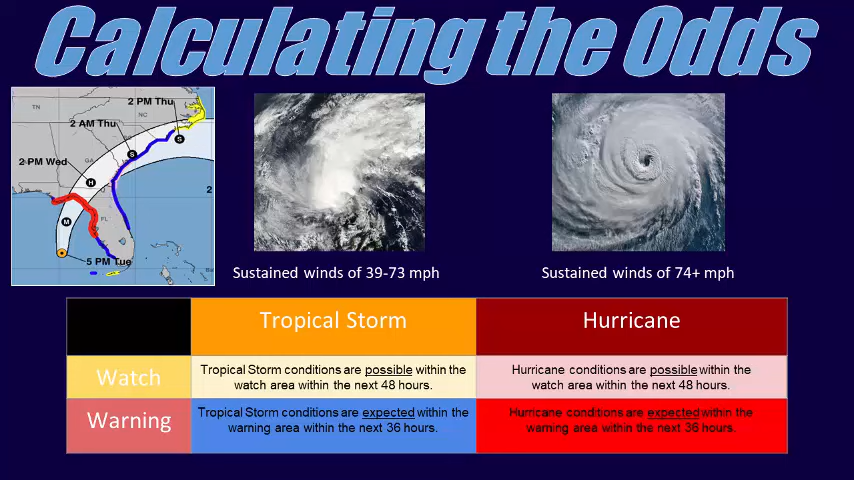 Calculating the Odds
TN
2 PM Thu
NC
2 AM Thu
S
S
2 PM Wed
GA
H
2
M
FL
5 PM Tue
Sustained winds of 39-73 mph
Sustained winds of 74+ mph
Tropical Storm
Hurricane
Watch
Tropical Storm conditions are possible within the
watch area within the next 48 hours.
Hurricane conditions are possible within the
watch area within the next 48 hours.
Warning
Tropical Storm conditions are expected within the
warning area within the next 36 hours.
Hurricane conditions are expected within the
warning area within the next 36 hours.